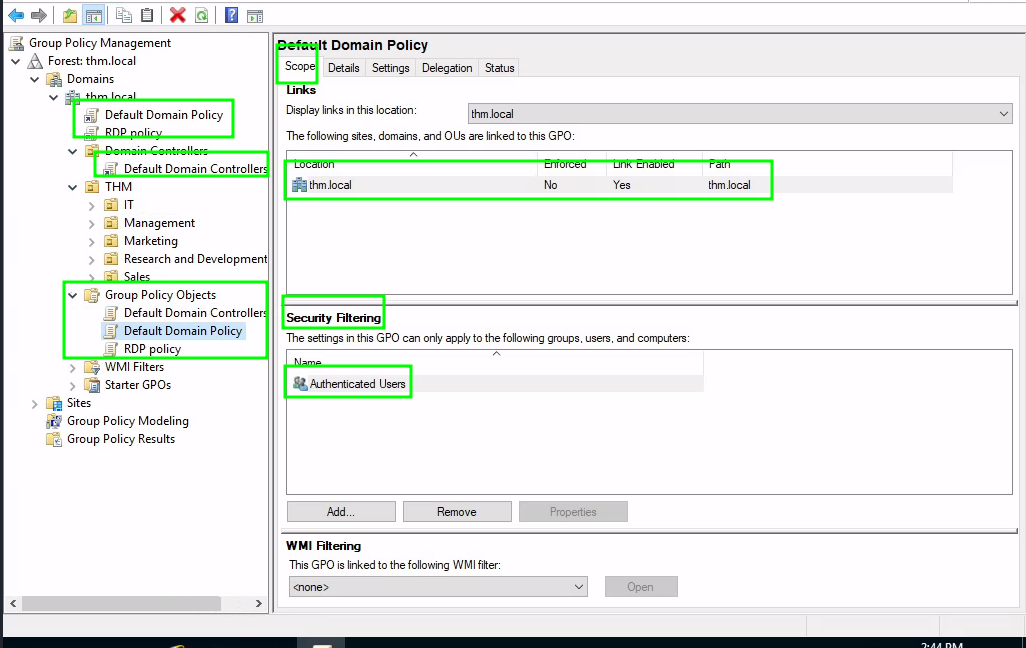 Group Policy Management
Forest: thm.local
Domains
thm.local
Default Domain Policy
RDP policy
Domain Controllers
Default Domain Controllers
THM
IT
Management
Marketing
Research and Development
Sales
Group Policy Objects
Default Domain Controllers
Default Domain Policy
RDP policy
WMI Filters
Starter GPOs
Sites
Group Policy Modeling
Group Policy Results
Default Domain Policy
Scope Details Settings Delegation Status
Links
Display links in this location: thm.local
The following sites, domains, and OUs are linked to this GPO:
Location Enforced Link Enabled Path
thm.local No Yes thm.local
Security Filtering
The settings in this GPO can only apply to the following groups, users, and computers:
Name
Authenticated Users
Add... Remove Properties
WMI Filtering
This GPO is linked to the following WMI filter:
<none> Open
2:44 PM